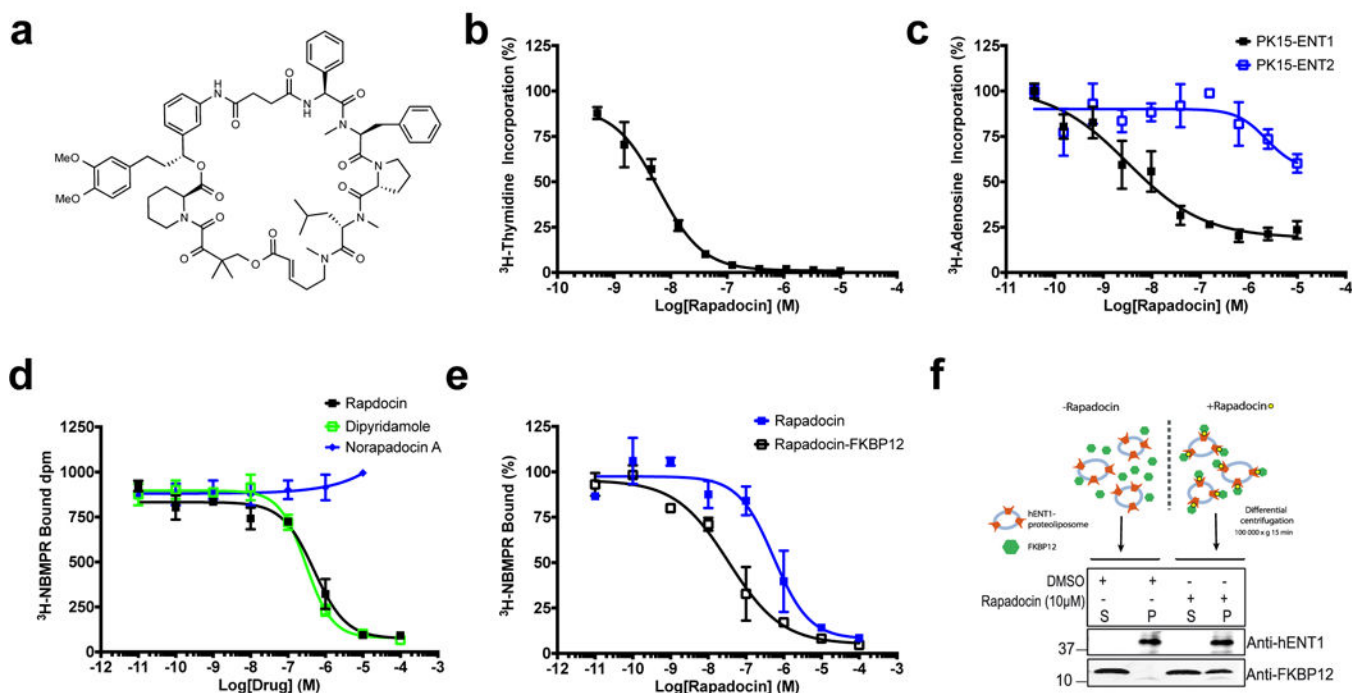 a
NH
O
O
HN
O
N
O
N
O
N
O
N
O
N
O
O
N
O
O
O
MeO
MeO
b
³H-Thymidine Incorporation (%)
125
100
75
50
25
0
-10 -9 -8 -7 -6 -5 -4
Log[Rapadocin] (M)
c
PK15-ENT1
PK15-ENT2
³H-Adenosine Incorporation (%)
125
100
75
50
25
0
-11 -10 -9 -8 -7 -6 -5 -4
Log[Rapadocin] (M)
d
Rapdocin
Dipyridamole
Norapadocin A
³H-NBMPR Bound dpm
1250
1000
750
500
250
0
-12 -11 -10 -9 -8 -7 -6 -5 -4 -3
Log[Drug] (M)
e
Rapadocin
Rapadocin-FKBP12
³H-NBMPR Bound (%)
125
100
75
50
25
0
-12 -11 -10 -9 -8 -7 -6 -5 -4 -3
Log[Rapadocin] (M)
f
-Rapadocin
+Rapadocin
hENT1-
proteoliposome
FKBP12
Differential
centrifugation
100 000 x g 15 min
DMSO + + - -
Rapadocin (10µM) - - + +
S P S P
37
Anti-hENT1
10
Anti-FKBP12